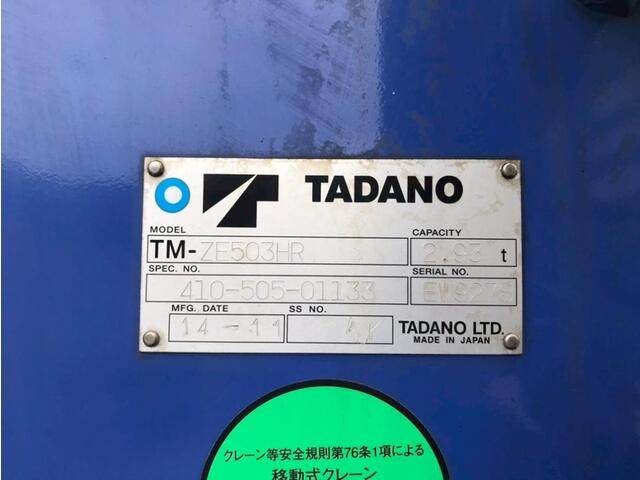 TADANO
MODEL
TM-ZE503HR
CAPACITY
2.93 t
SPEC. NO.
410-505-01133
SERIAL NO.
MFG. DATE
14-11
SS NO.
TADANO LTD.
MADE IN JAPAN
クレーン等安全規則第76条1項による
移動式クレーン